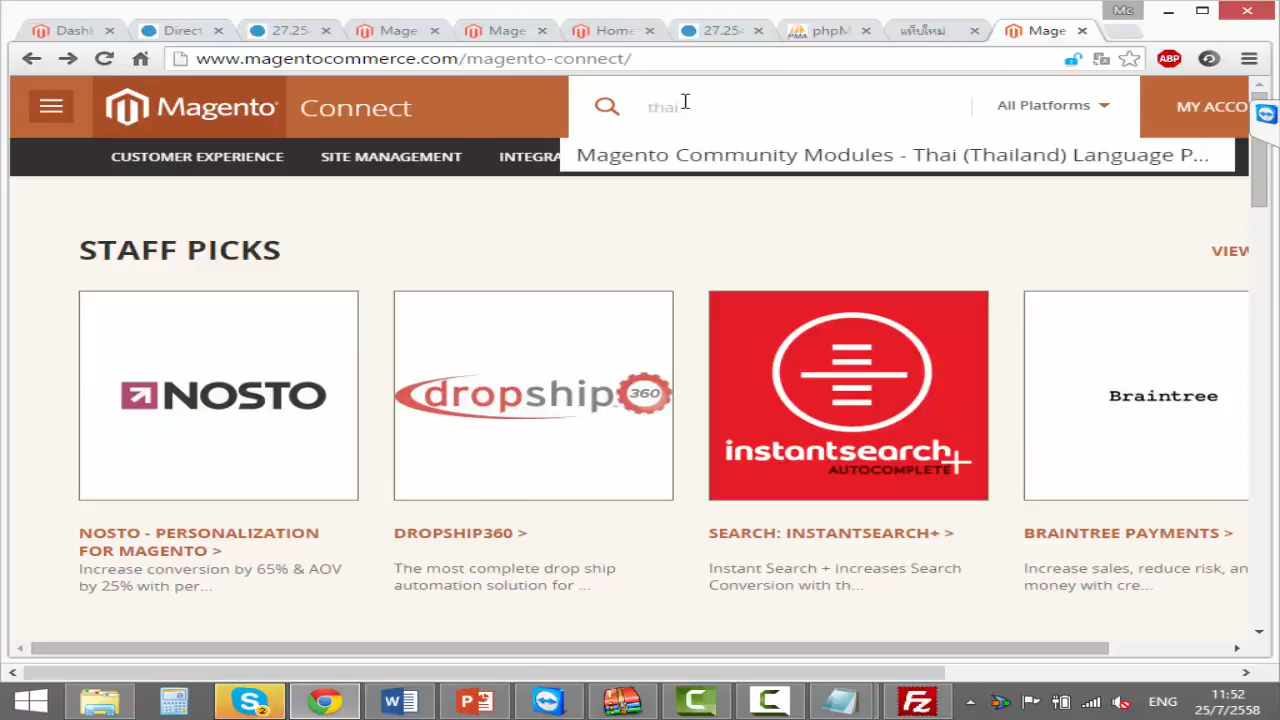 Mc
Dashl
Direct
27.25
Mage
Mage
Home
27.254
phpM
แท็บใหม่
Mage
www.magentocommerce.com/magento-connect/
ABP
Magento Connect
thai
All Platforms
MY ACCO
CUSTOMER EXPERIENCE
SITE MANAGEMENT
INTEGRA
Magento Community Modules - Thai (Thailand) Language P...
STAFF PICKS
VIEW
NOSTO
dropship 360
instantsearch+
AUTOCOMPLETE
Braintree
NOSTO - PERSONALIZATION
FOR MAGENTO >
Increase conversion by 65% & AOV
by 25% with per...
DROPSHIP360 >
The most complete drop ship
automation solution for ...
SEARCH: INSTANTSEARCH+ >
Instant Search + increases Search
Conversion with th...
BRAINTREE PAYMENTS >
Increase sales, reduce risk, an
money with cre...
ENG
11:52
25/7/2558